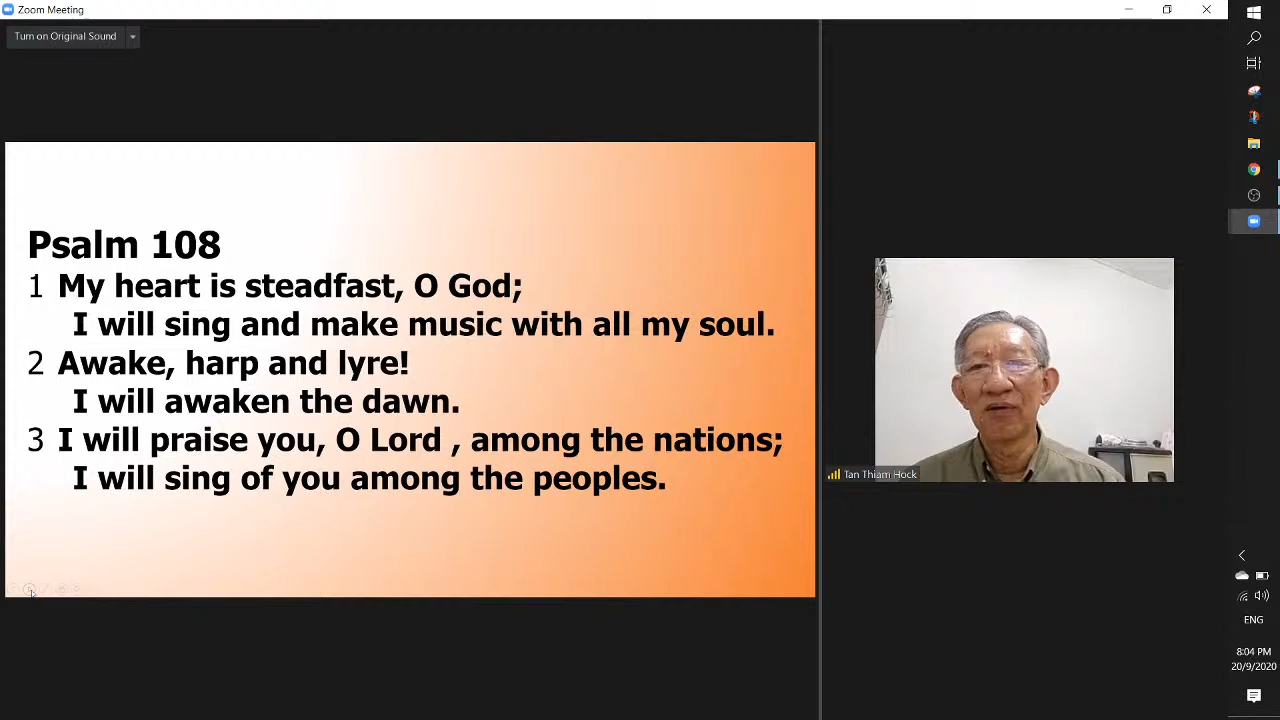 Zoom Meeting
Turn on Original Sound
Psalm 108
1 My heart is steadfast, O God;
I will sing and make music with all my soul.
2 Awake, harp and lyre!
I will awaken the dawn.
3 I will praise you, O Lord , among the nations;
I will sing of you among the peoples.
Tan Thiam Hock
ENG
8:04 PM
20/9/2020